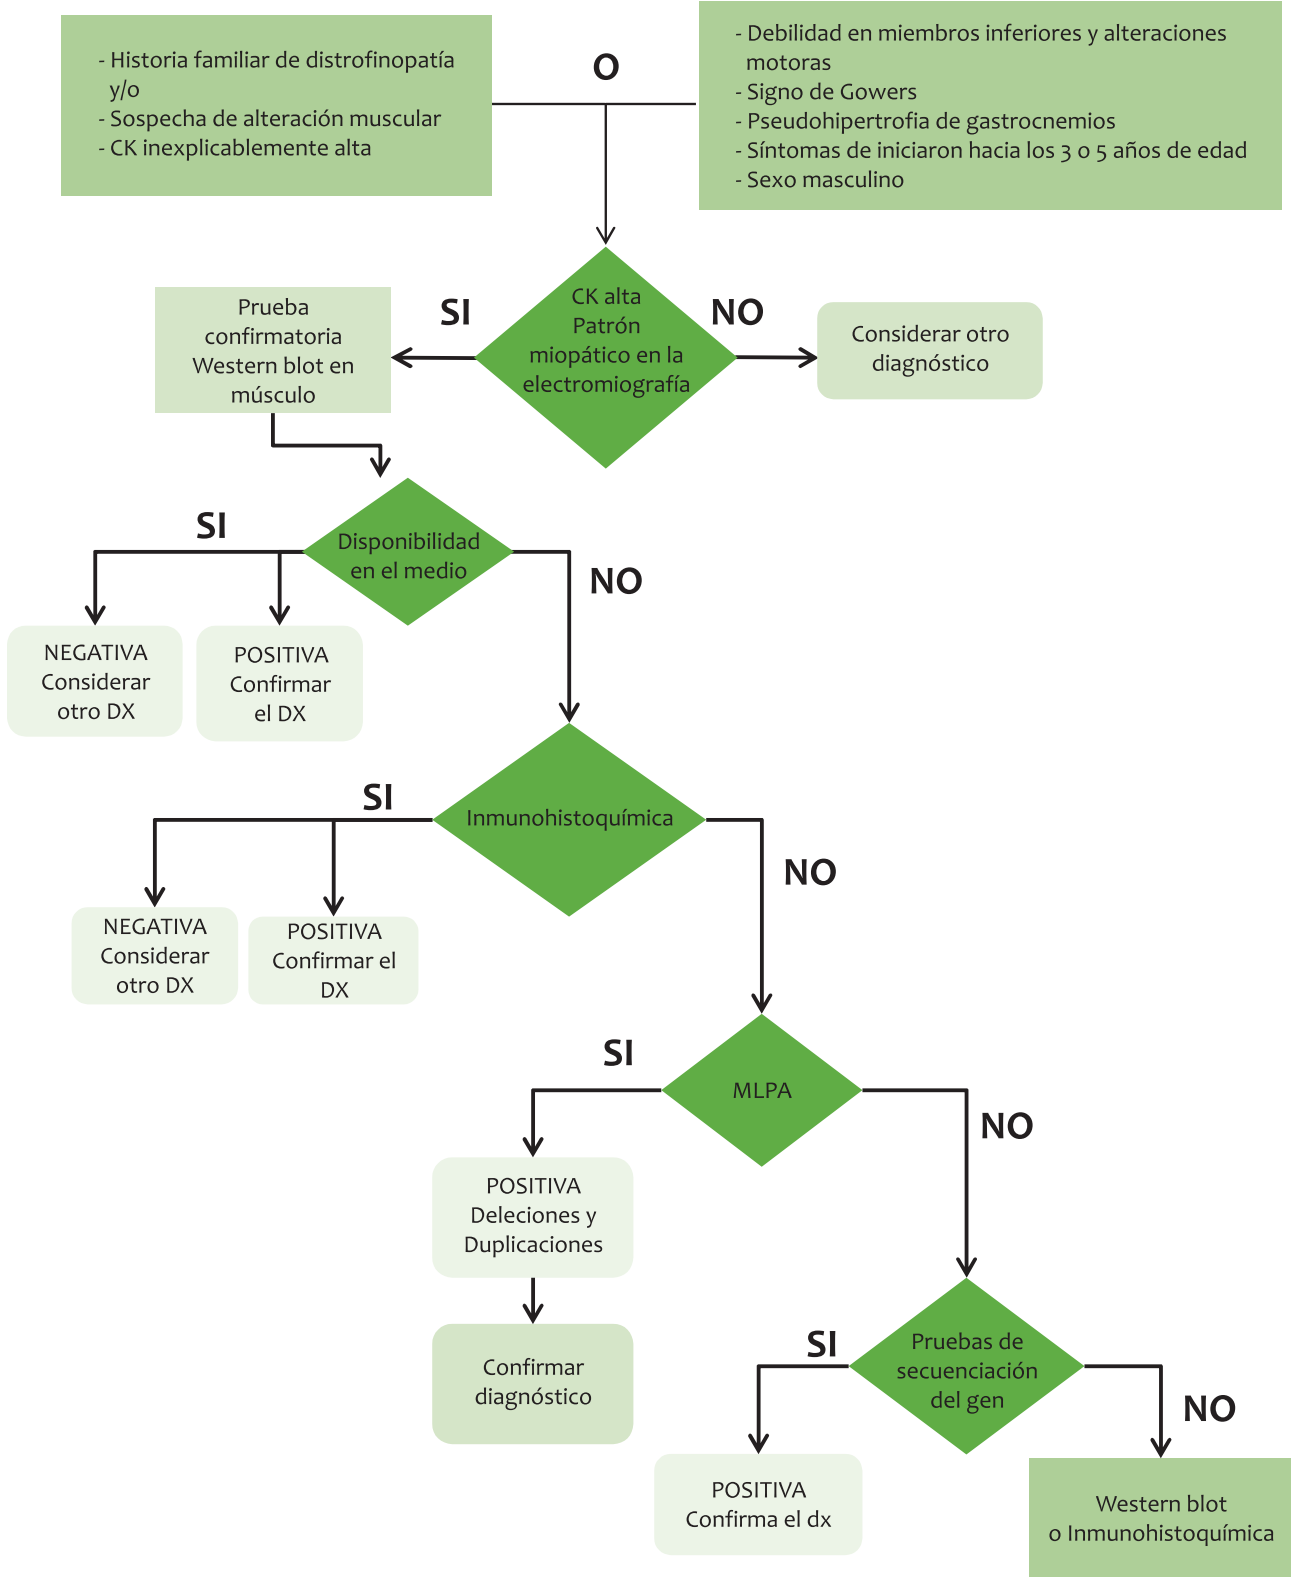 - Historia familiar de distrofinopatía
y/o
- Sospecha de alteración muscular
- CK inexplicablemente alta
O
- Debilidad en miembros inferiores y alteraciones
motoras
- Signo de Gowers
- Pseudohipertrofia de gastrocnemios
- Síntomas de iniciaron hacia los 3 o 5 años de edad
- Sexo masculino
CK alta
Patrón
miopático en la
electromiografía
SI
NO
Prueba
confirmatoria
Western blot en
músculo
Considerar otro
diagnóstico
Disponibilidad
en el medio
SI
NO
NEGATIVA
Considerar
otro DX
POSITIVA
Confirmar
el DX
Inmunohistoquímica
SI
NO
NEGATIVA
Considerar
otro DX
POSITIVA
Confirmar el
DX
MLPA
SI
NO
POSITIVA
Deleciones y
Duplicaciones
Confirmar
diagnóstico
Pruebas de
secuenciación
del gen
SI
NO
POSITIVA
Confirma el dx
Western blot
o Inmunohistoquímica